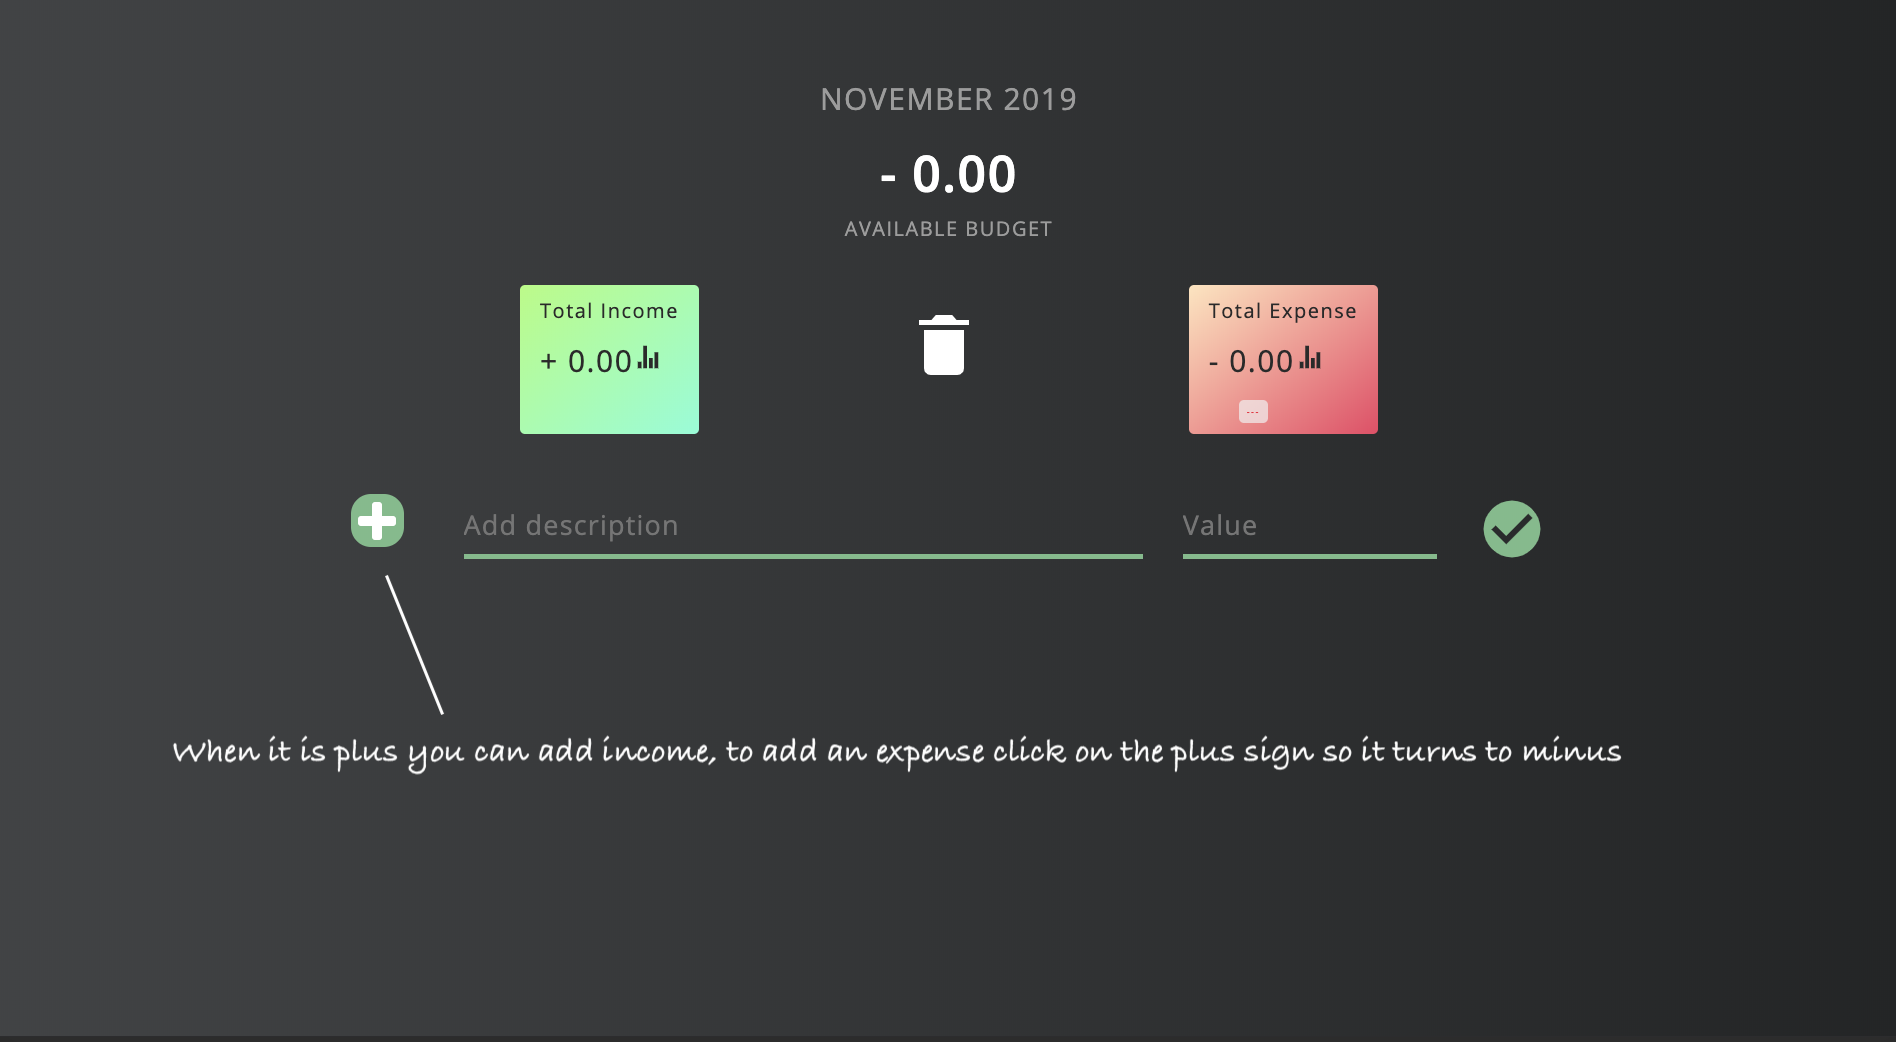 NOVEMBER 2019
- 0.00
AVAILABLE BUDGET
Total Income
+ 0.00
Total Expense
- 0.00
---
Add description
Value
When it is plus you can add income, to add an expense click on the plus sign so it turns to minus